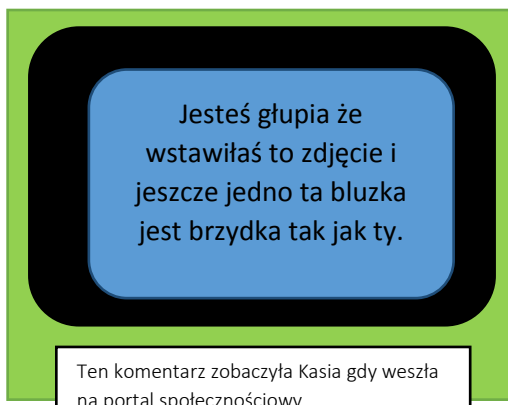 Jesteś głupia że
wstawiłaś to zdjęcie i
jeszcze jedno ta bluzka
jest brzydka tak jak ty.
Ten komentarz zobaczyła Kasia gdy weszła
na portal społecznościowy